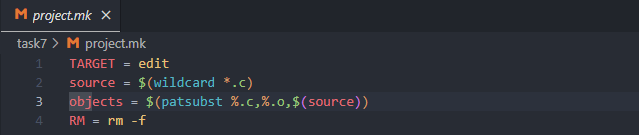 project.mk
task7 > project.mk
1 TARGET = edit
2 source = $(wildcard *.c)
3 objects = $(patsubst %.c,%.o,$(source))
4 RM = rm -f